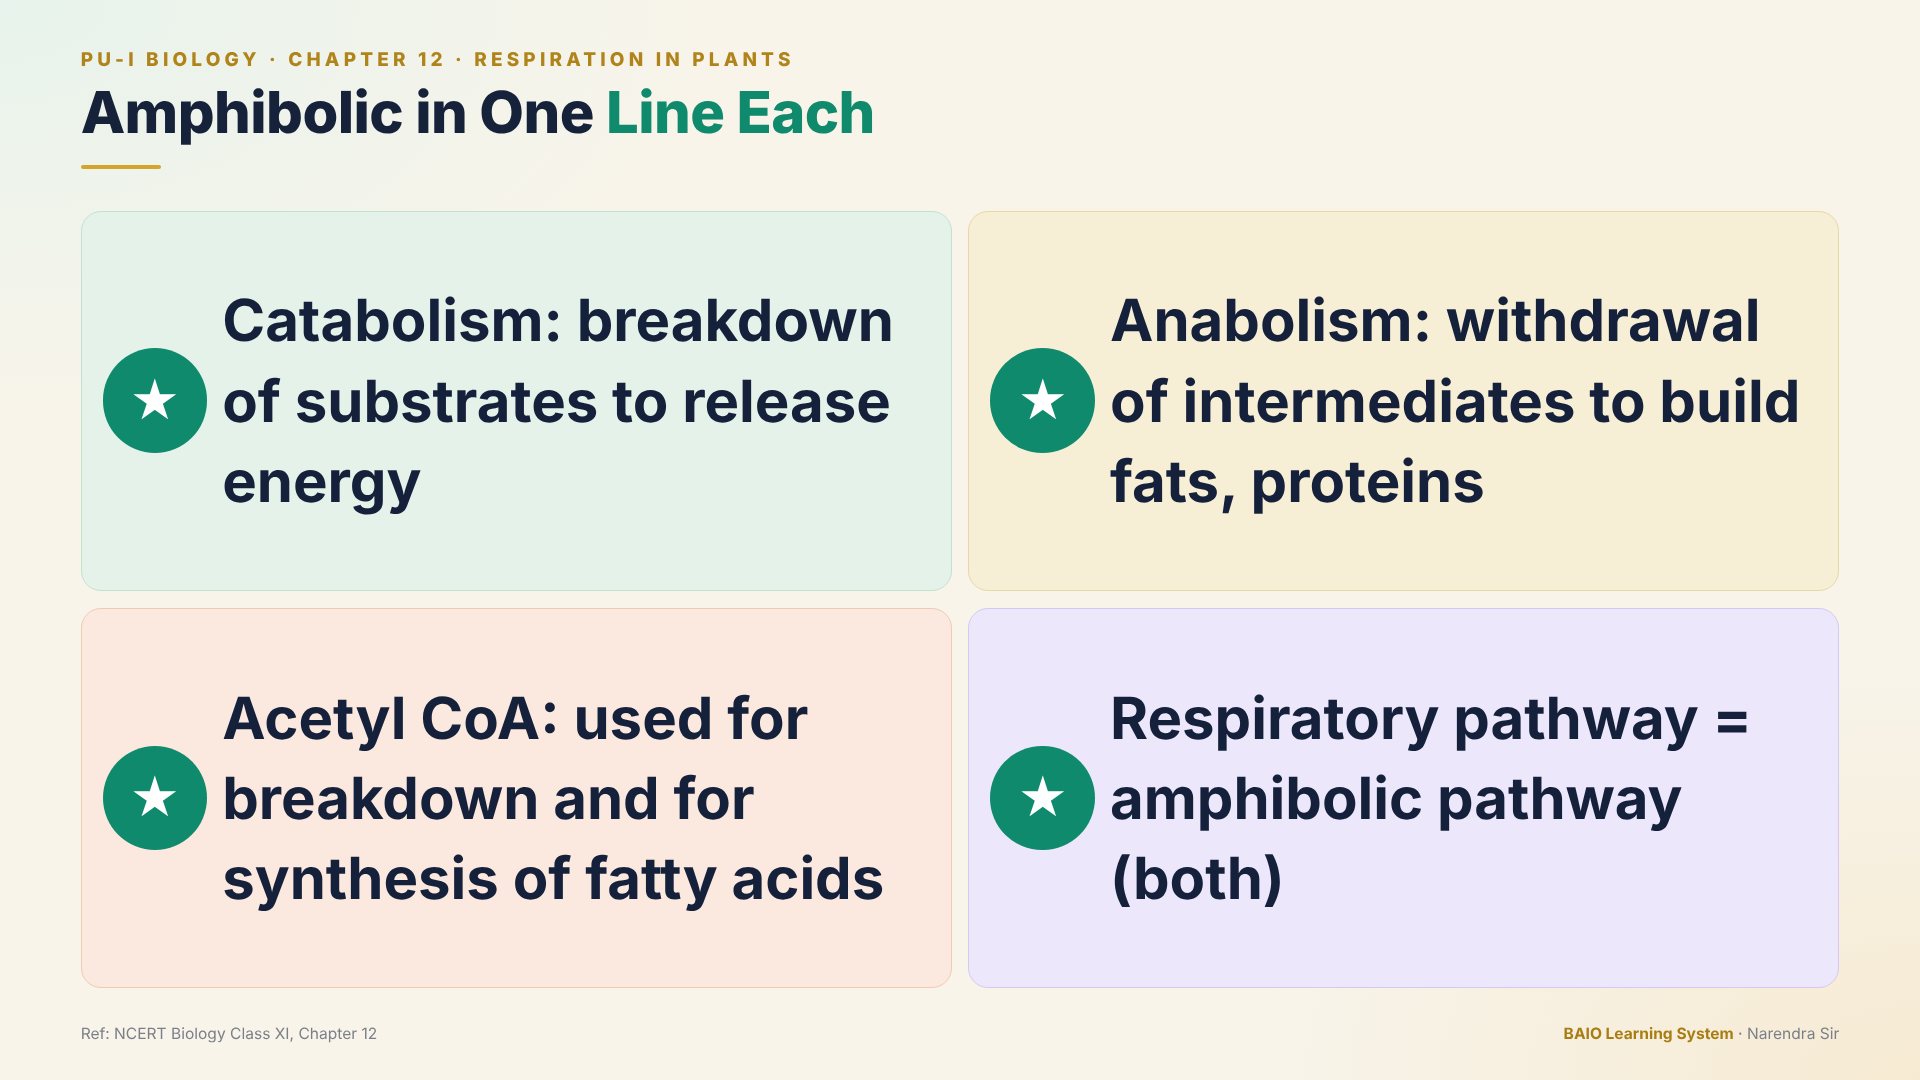 PU-I BIOLOGY · CHAPTER 12 · RESPIRATION IN PLANTS
Amphibolic in One Line Each
Catabolism: breakdown
of substrates to release
energy
Anabolism: withdrawal
of intermediates to build
fats, proteins
Acetyl CoA: used for
breakdown and for
synthesis of fatty acids
Respiratory pathway =
amphibolic pathway
(both)
Ref: NCERT Biology Class XI, Chapter 12
BAIO Learning System · Narendra Sir